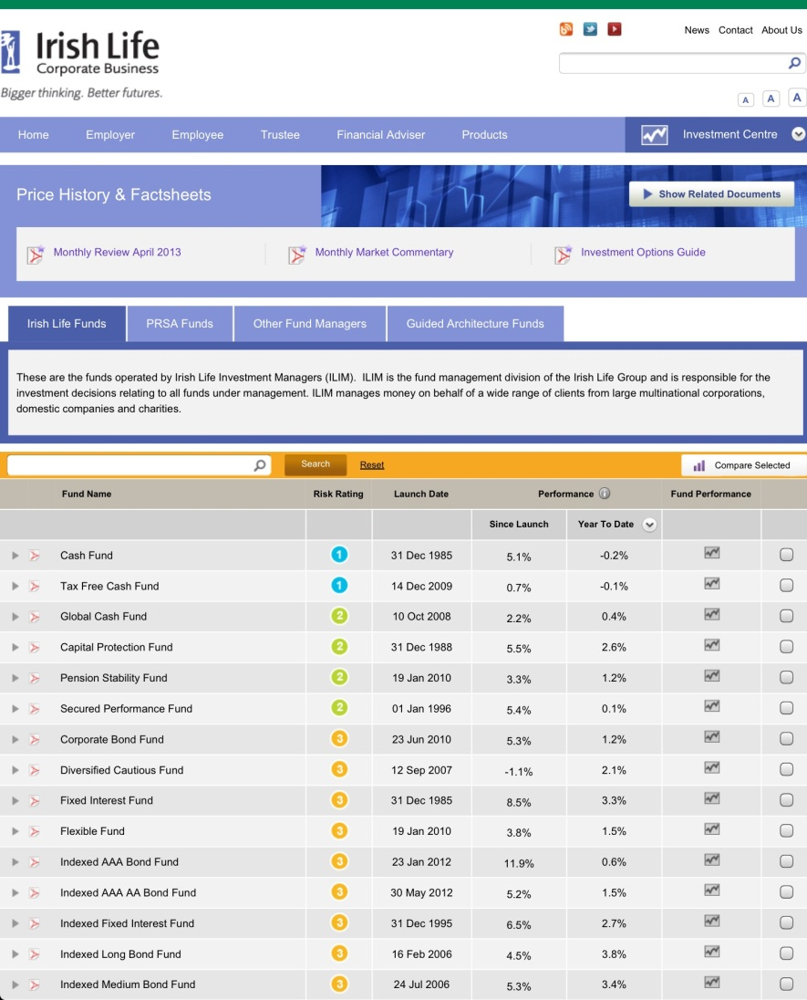 Irish Life
Corporate Business
Bigger thinking. Better futures.
News Contact About Us
A A A
Home Employer Employee Trustee Financial Adviser Products Investment Centre
Price History & Factsheets
Show Related Documents
Monthly Review April 2013 Monthly Market Commentary Investment Options Guide
Irish Life Funds PRSA Funds Other Fund Managers Guided Architecture Funds
These are the funds operated by Irish Life Investment Managers (ILIM). ILIM is the fund management division of the Irish Life Group and is responsible for the
investment decisions relating to all funds under management. ILIM manages money on behalf of a wide range of clients from large multinational corporations,
domestic companies and charities.
Search Reset Compare Selected
Fund Name Risk Rating Launch Date Performance i Fund Performance
Since Launch Year To Date
Cash Fund 1 31 Dec 1985 5.1% -0.2%
Tax Free Cash Fund 1 14 Dec 2009 0.7% -0.1%
Global Cash Fund 2 10 Oct 2008 2.2% 0.4%
Capital Protection Fund 2 31 Dec 1988 5.5% 2.6%
Pension Stability Fund 2 19 Jan 2010 3.3% 1.2%
Secured Performance Fund 2 01 Jan 1996 5.4% 0.1%
Corporate Bond Fund 3 23 Jun 2010 5.3% 1.2%
Diversified Cautious Fund 3 12 Sep 2007 -1.1% 2.1%
Fixed Interest Fund 3 31 Dec 1985 8.5% 3.3%
Flexible Fund 3 19 Jan 2010 3.8% 1.5%
Indexed AAA Bond Fund 3 23 Jan 2012 11.9% 0.6%
Indexed AAA AA Bond Fund 3 30 May 2012 5.2% 1.5%
Indexed Fixed Interest Fund 3 31 Dec 1995 6.5% 2.7%
Indexed Long Bond Fund 3 16 Feb 2006 4.5% 3.8%
Indexed Medium Bond Fund 3 24 Jul 2006 5.3% 3.4%